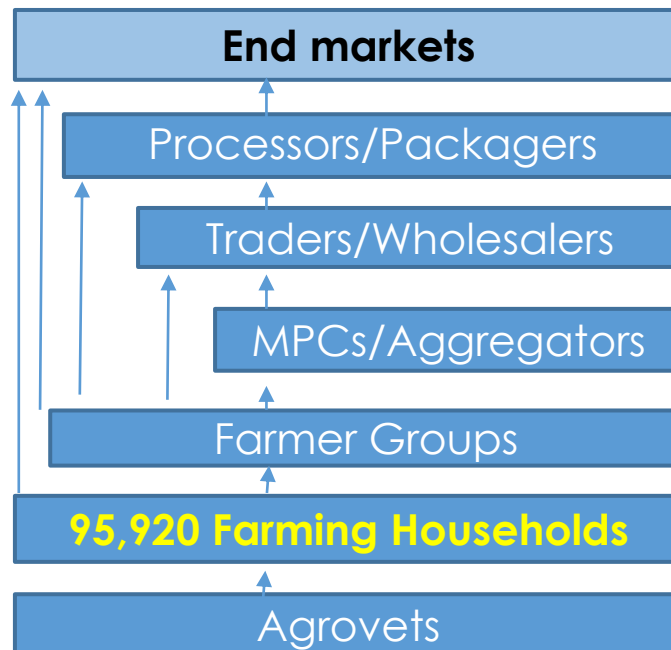 End markets
Processors/Packagers
Traders/Wholesalers
MPCs/Aggregators
Farmer Groups
95,920 Farming Households
Agrovets